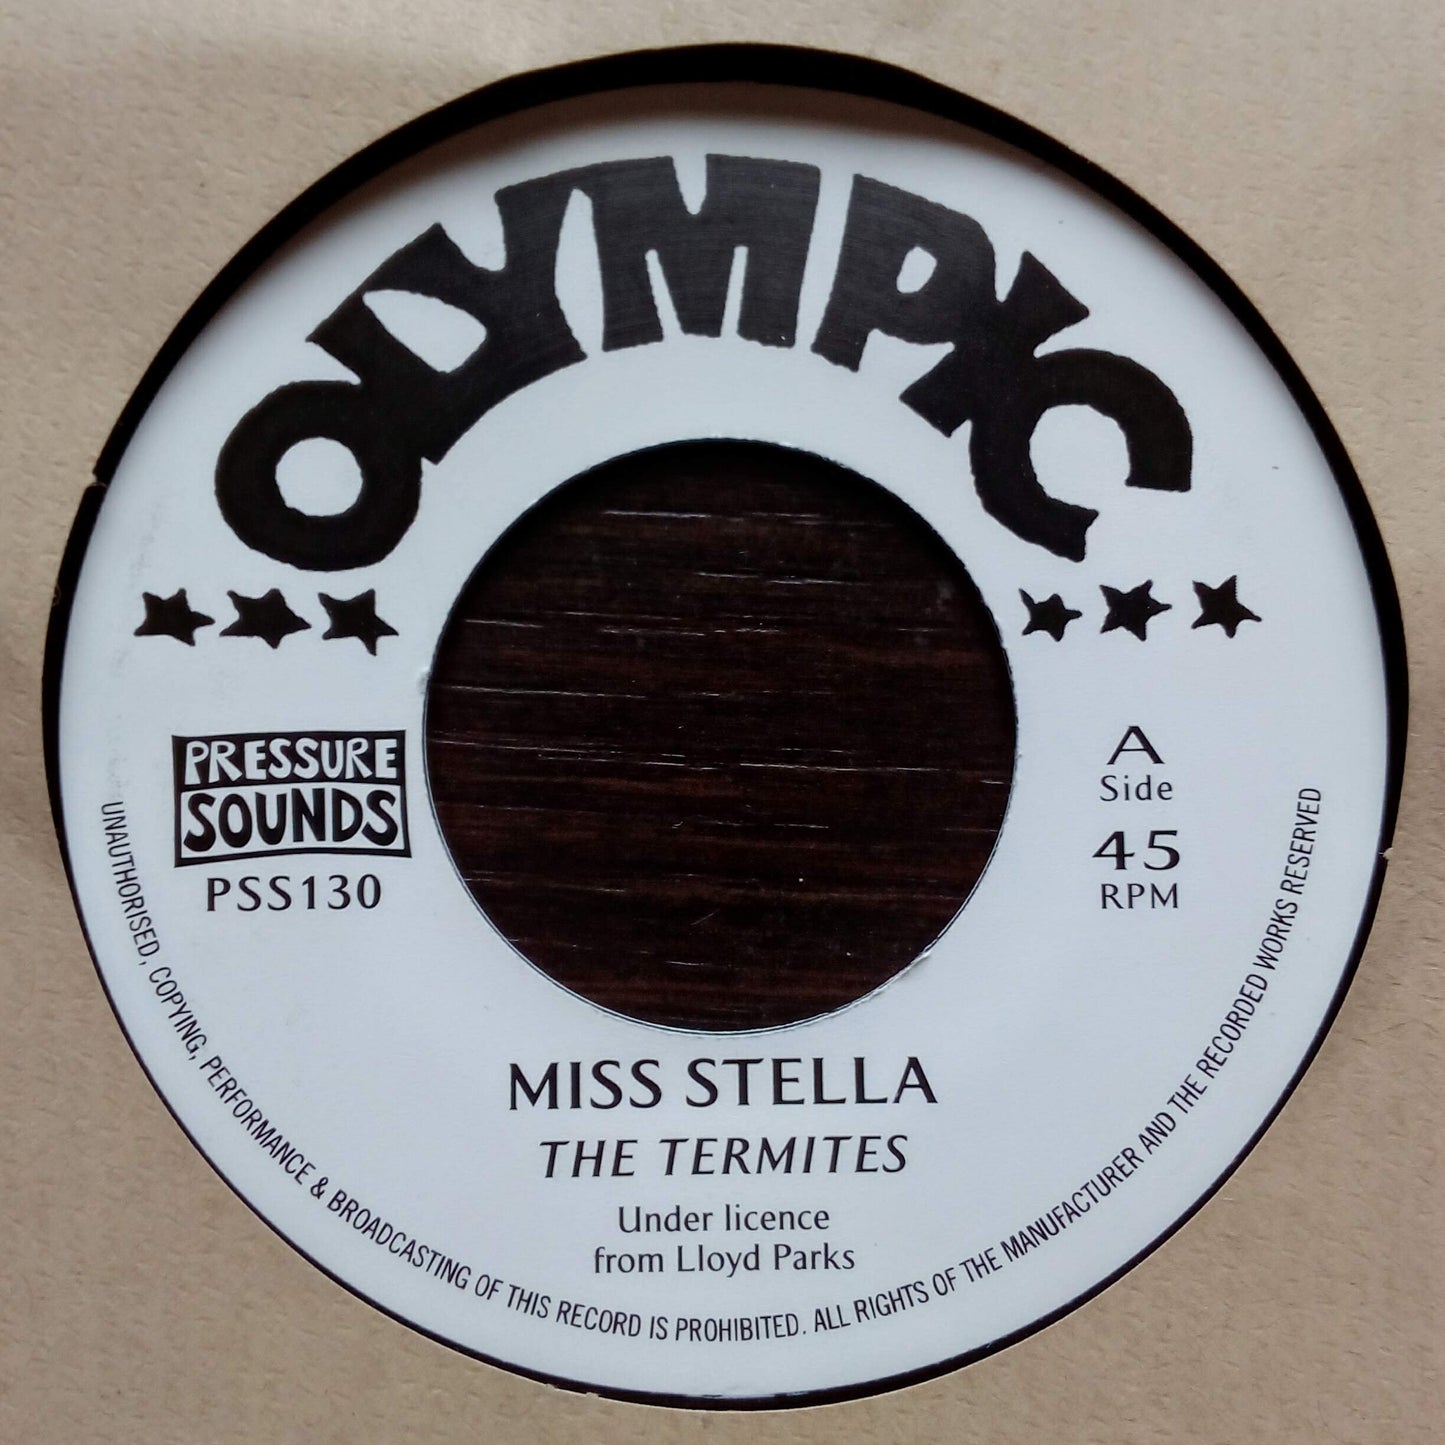 OLYMPIC
PRESSURE
SOUNDS
PSS130
A
Side
45
RPM
MISS STELLA
THE TERMITES
Under licence
from Lloyd Parks
UNAUTHORISED, COPYING, PERFORMANCE & BROADCASTING OF THIS RECORD IS PROHIBITED. ALL RIGHTS OF THE MANUFACTURER AND THE RECORDED WORKS RESERVED